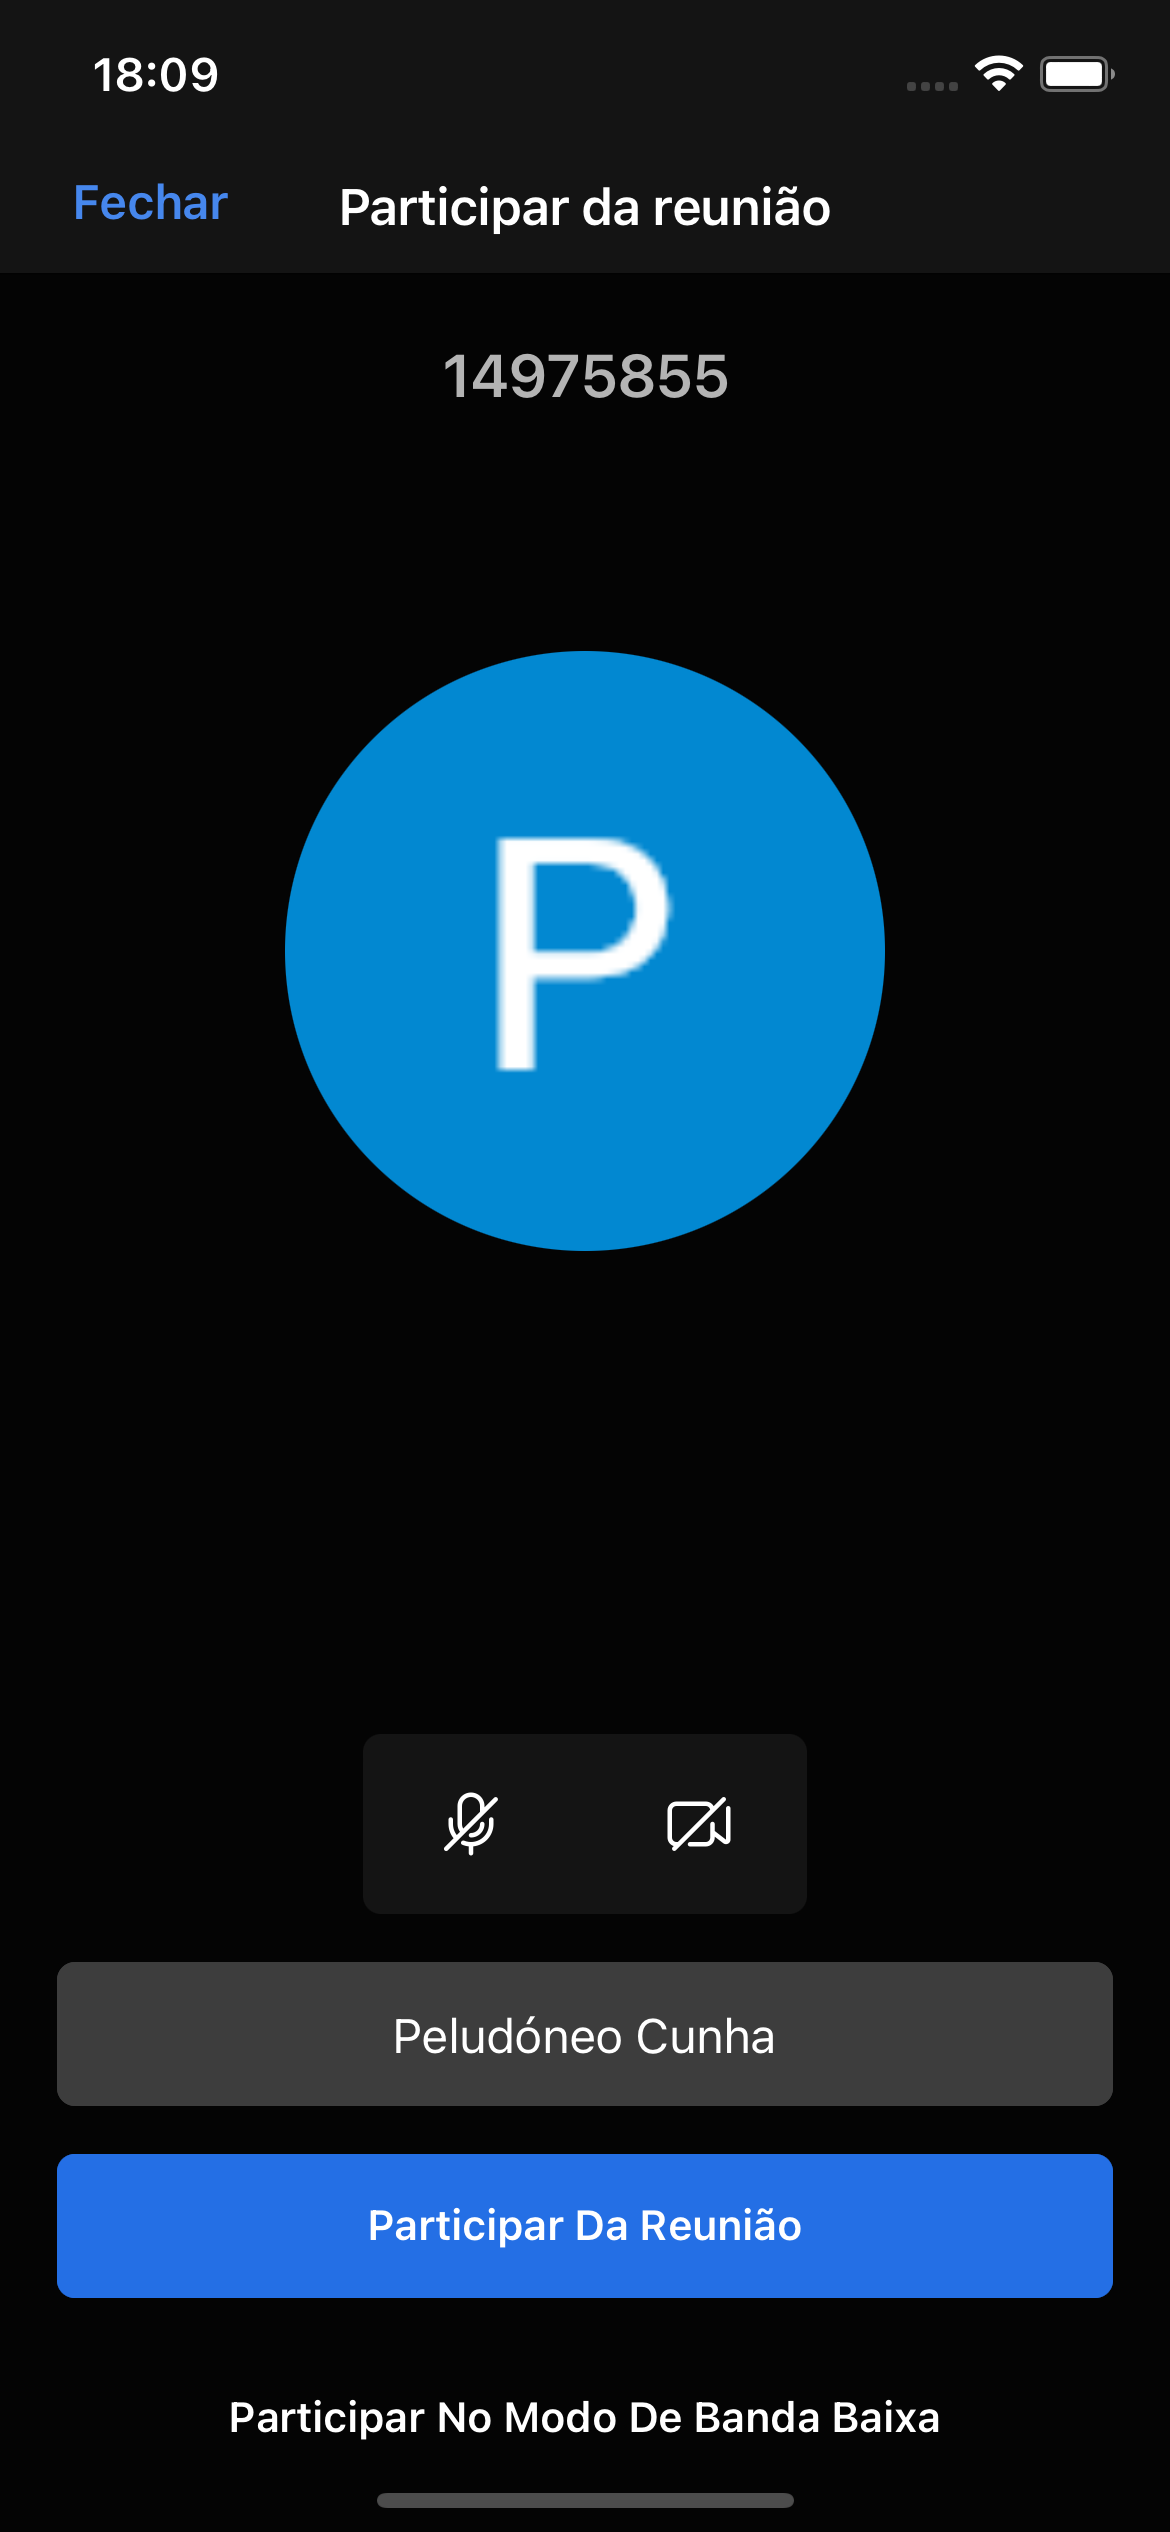 18:09
Fechar
Participar da reunião
14975855
P
Peludóneo Cunha
Participar Da Reunião
Participar No Modo De Banda Baixa